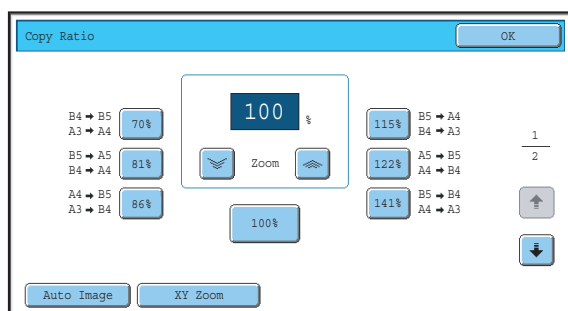 Copy Ratio
OK
B4 → B5
A3 → A4
70%
B5 → A5
B4 → A4
81%
A4 → B5
A3 → B4
86%
100 %
Zoom
100%
115%
B5 → A4
B4 → A3
122%
A5 → B5
A4 → B4
141%
B5 → B4
A4 → A3
1
2
Auto Image
XY Zoom